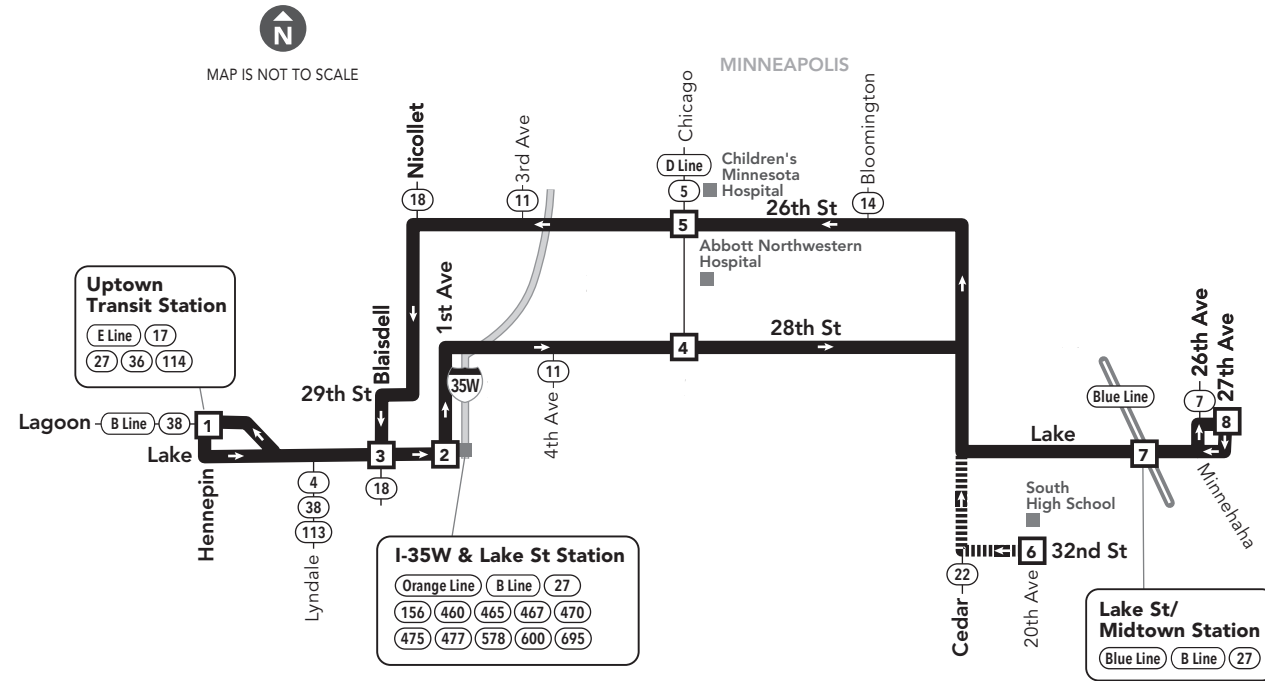 N
MAP IS NOT TO SCALE
MINNEAPOLIS
Nicollet
18
3rd Ave
11
Chicago
D Line
5
Children's
Minnesota
Hospital
Bloomington
14
26th St
5
Abbott Northwestern
Hospital
Uptown
Transit Station
E Line 17
27 36 114
Blaisdell
1st Ave
28th St
4
35W
11
4th Ave
29th St
Lagoon B Line 38 1
Lake
Hennepin
3
2
18
4
38
113
Lyndale
I-35W & Lake St Station
Orange Line B Line 27
156 460 465 467 470
475 477 578 600 695
Blue Line
26th Ave
27th Ave
7
8
Lake
7
Minnehaha
South
High School
6 32nd St
22
Cedar
20th Ave
Lake St/
Midtown Station
Blue Line B Line 27